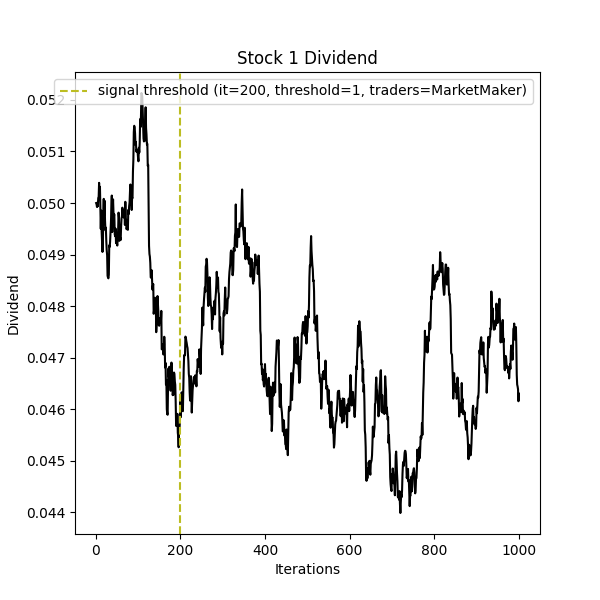 Stock 1 Dividend
signal threshold (it=200, threshold=1, traders=MarketMaker)
0.052
0.051
0.050
0.049
0.048
0.047
0.046
0.045
0.044
Dividend
0 200 400 600 800 1000
Iterations